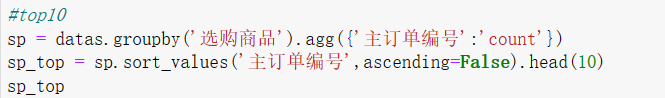 #top10
sp = datas.groupby('选购商品').agg({'主订单编号':'count'})
sp_top = sp.sort_values('主订单编号',ascending=False).head(10)
sp_top